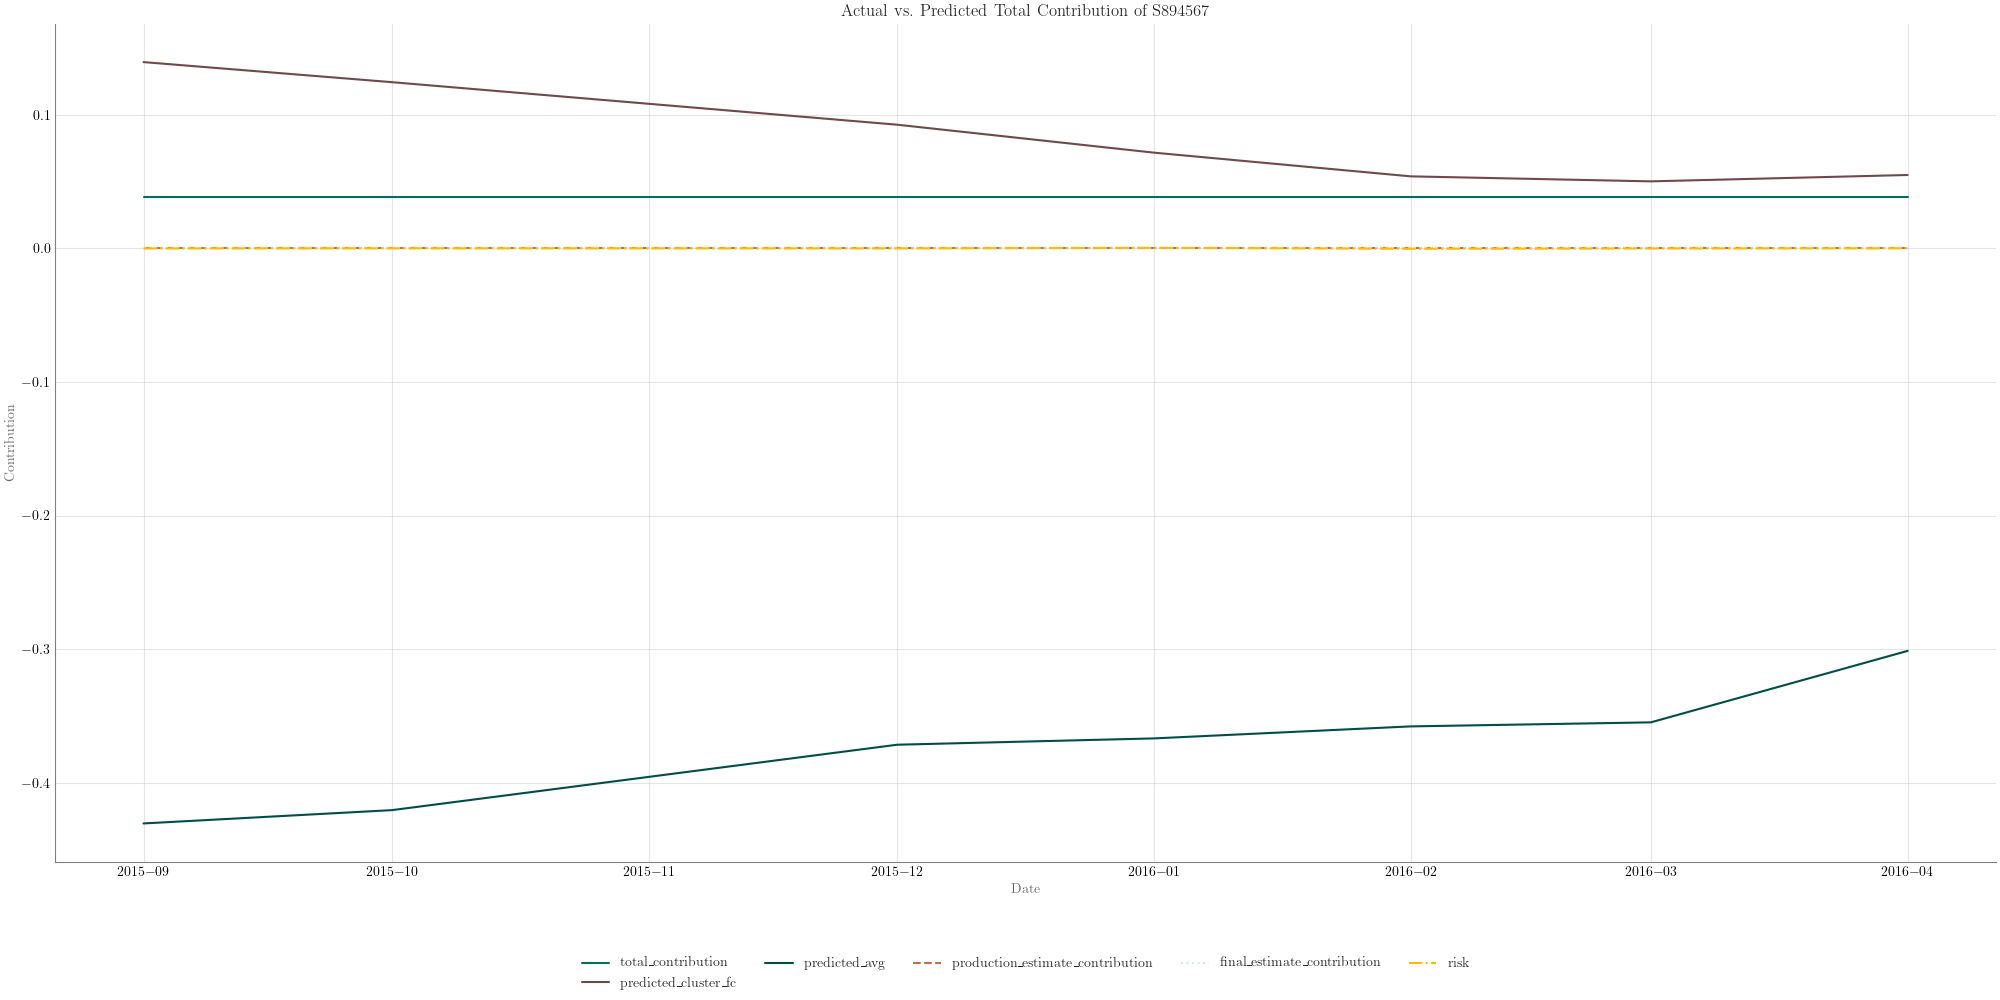 Actual vs. Predicted Total Contribution of S894567
Contribution
0.1
0.0
−0.1
−0.2
−0.3
−0.4
2015−09 2015−10 2015−11 2015−12 2016−01 2016−02 2016−03 2016−04
Date
total_contribution predicted_avg production_estimate_contribution final_estimate_contribution risk
predicted_cluster_fc